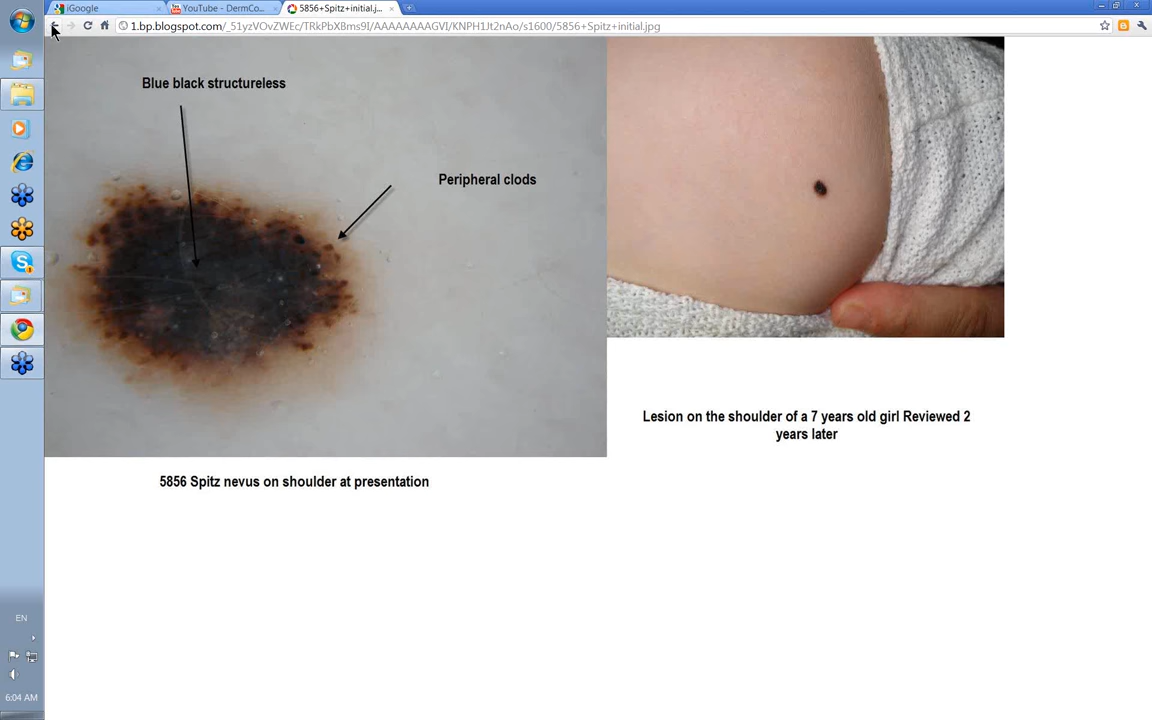 iGoogle
YouTube - DermCo...
5856+Spitz+initial.j...
1.bp.blogspot.com/_51yzVOvZWEc/TRkPbXBms9I/AAAAAAAAGVI/KNPH1Jt2nAo/s1600/5856+Spitz+initial.jpg
Blue black structureless
Peripheral clods
Lesion on the shoulder of a 7 years old girl Reviewed 2
years later
5856 Spitz nevus on shoulder at presentation
EN
6:04 AM